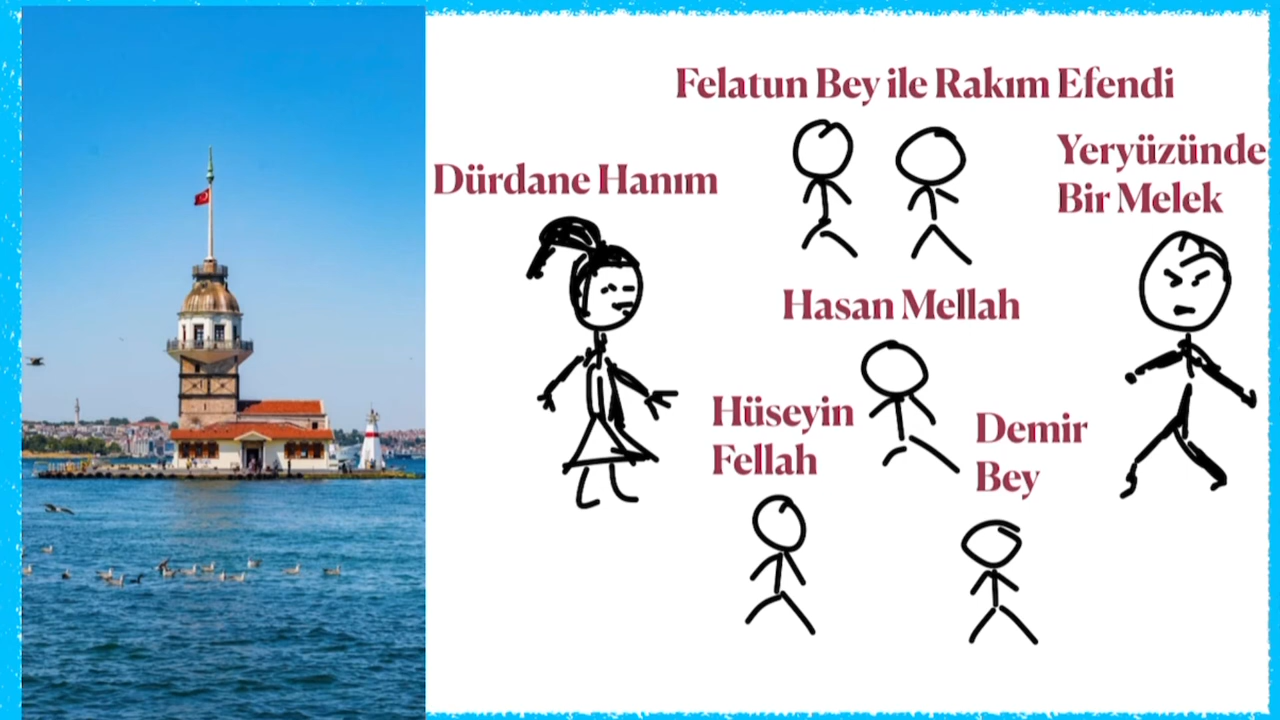 Felatun Bey ile Rakım Efendi
Dürdane Hanım
Yeryüzünde
Bir Melek
Hasan Mellah
Hüseyin
Fellah
Demir
Bey